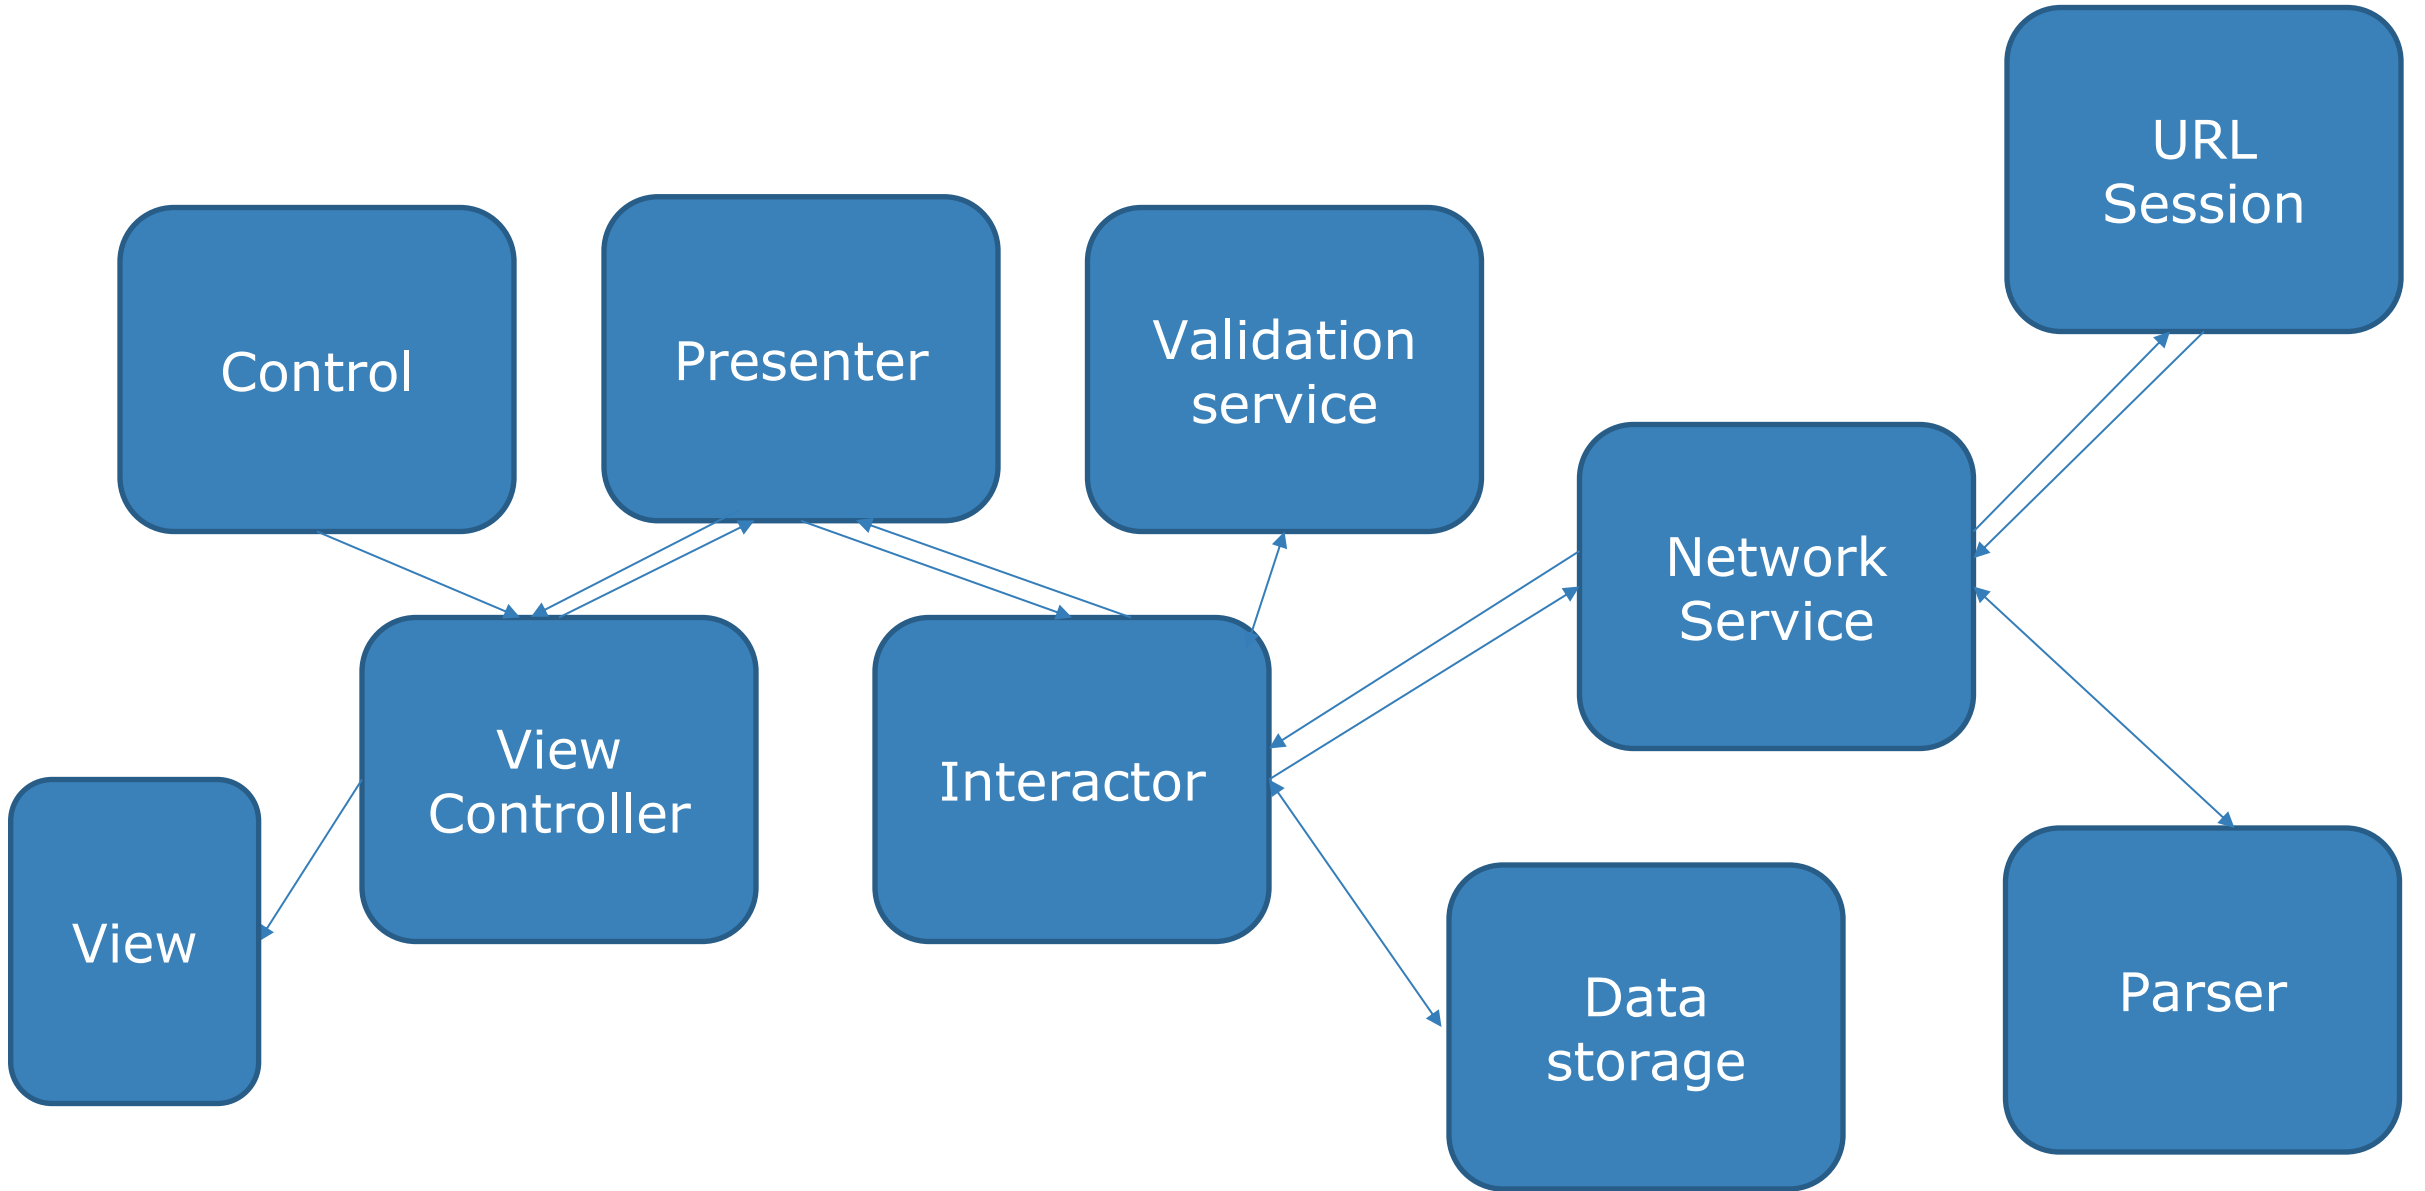 URL
Session
Control
Presenter
Validation
service
Network
Service
View
Controller
Interactor
View
Data
storage
Parser